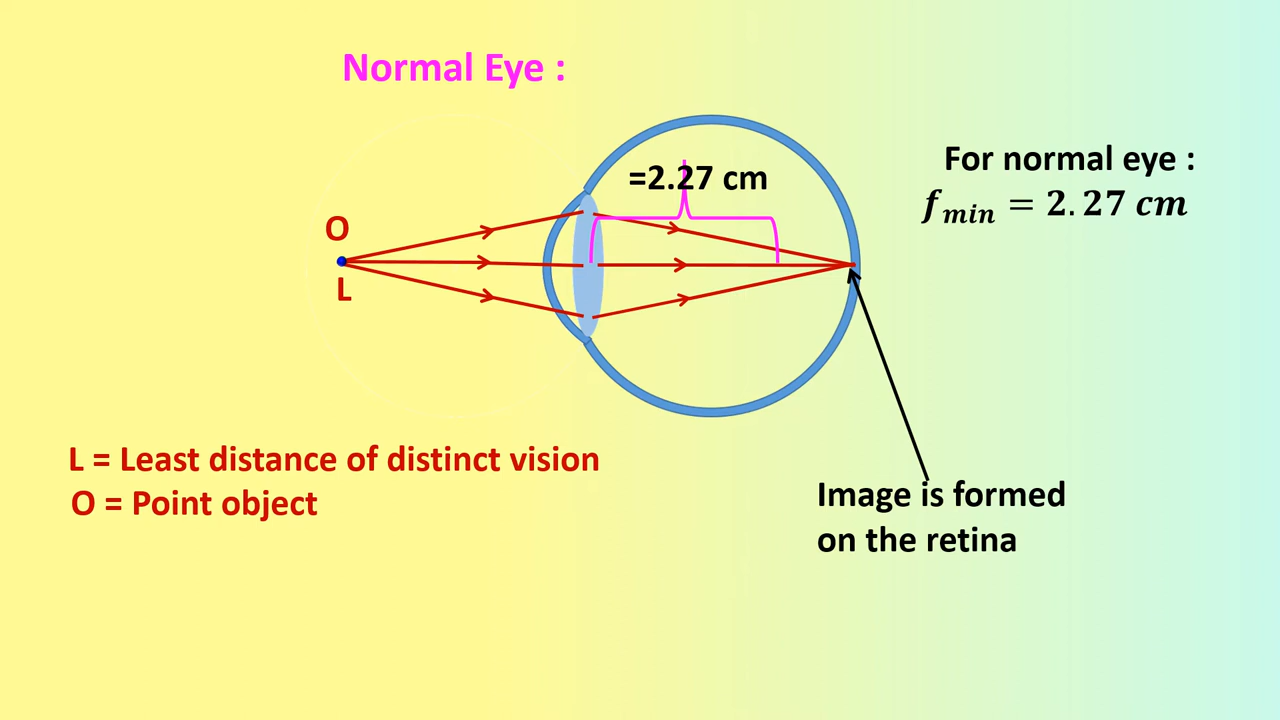 Normal Eye :
=2.27 cm
For normal eye :
f_min = 2.27 cm
O
L
L = Least distance of distinct vision
O = Point object
Image is formed
on the retina